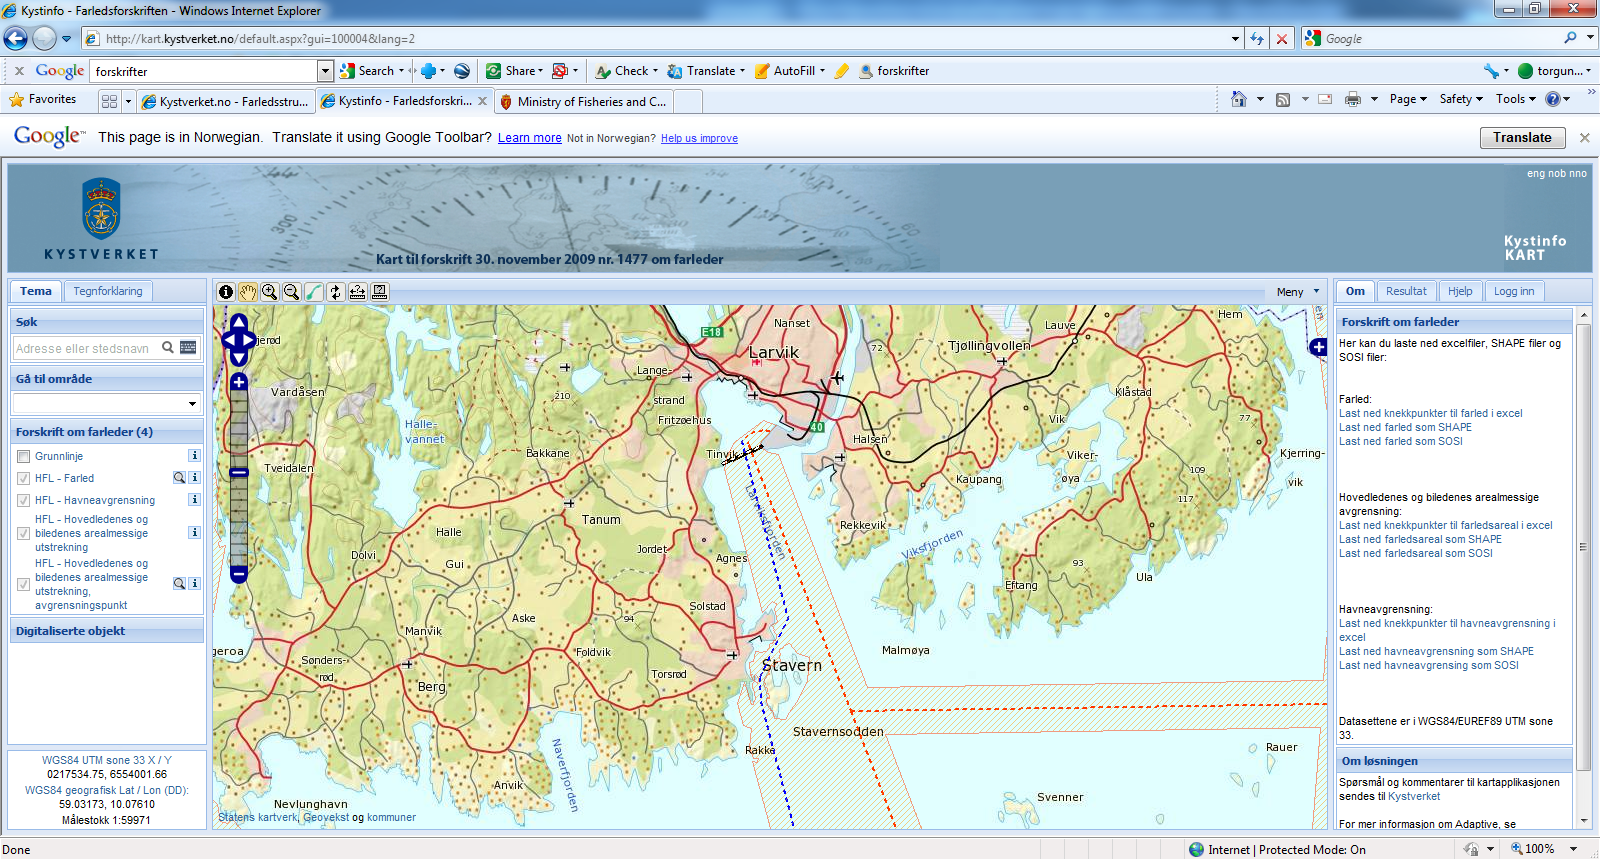 Kystinfo - Farledsforskriften - Windows Internet Explorer
http://kart.kystverket.no/default.aspx?gui=100004&lang=2
Google
Google
forskrifter
Search
Share
Check
Translate
AutoFill
forskrifter
torgun...
Favorites
Kystverket.no - Farledsstru...
Kystinfo - Farledsforskri...
Ministry of Fisheries and C...
Page
Safety
Tools
Google
This page is in Norwegian. Translate it using Google Toolbar?
Learn more
Not in Norwegian?
Help us improve
Translate
eng nob nno
KYSTVERKET
300
Kart til forskrift 30. november 2009 nr. 1477 om farleder
Kystinfo
KART
Tema
Tegnforklaring
Søk
Adresse eller stedsnavn
Gå til område
Forskrift om farleder (4)
Grunnlinje
HFL - Farled
HFL - Havneavgrensning
HFL - Hovedledenes og
biledenes arealmessige
utstrekning
HFL - Hovedledenes og
biledenes arealmessige
utstrekning,
avgrensningspunkt
Digitaliserte objekt
WGS84 UTM sone 33 X / Y
0217534.75, 6554001.66
WGS84 geografisk Lat / Lon (DD):
59.03173, 10.07610
Målestokk 1:59971
Meny
E18
Nanset
Larvik
Lauve
Hem
Tjøllingvollen
72
Lange-
strand
Fritzøehus
Vardåsen
210
Halle-
vannet
Klåstad
77
Vik
40
Halsen
Tveidalen
Bakkane
Tinvik
Viker-
øya
Kjerring-
vik
109
117
Kaupang
Rekkevik
Larviksfjorden
Viksfjorden
Tanum
Halle
Dolvi
Gui
Jordet
Agnes
93
Eftang
Ula
Solstad
94
Aske
Manvik
Foldvik
Malmøya
geroa
Sønders-
rød
Berg
Torsrød
Stavern
Stavernsodden
Rakke
Rauer
Naverfjorden
Anvik
Nevlunghavn
Svenner
Statens kartverk, Geovekst og kommuner
Om
Resultat
Hjelp
Logg inn
Forskrift om farleder
Her kan du laste ned excelfiler, SHAPE filer og
SOSI filer:
Farled:
Last ned knekkpunkter til farled i excel
Last ned farled som SHAPE
Last ned farled som SOSI
Hovedledenes og biledenes arealmessige
avgrensning:
Last ned knekkpunkter til farledsareal i excel
Last ned farledsareal som SHAPE
Last ned farledsareal som SOSI
Havneavgrensning:
Last ned knekkpunkter til havneavgrensning i
excel
Last ned havneavgrensning som SHAPE
Last ned havneavgrensing som SOSI
Datasettene er i WGS84/EUREF89 UTM sone
33.
Om løsningen
Spørsmål og kommentarer til kartapplikasjonen
sendes til Kystverket
For mer informasjon om Adaptive, se
Done
Internet | Protected Mode: On
100%